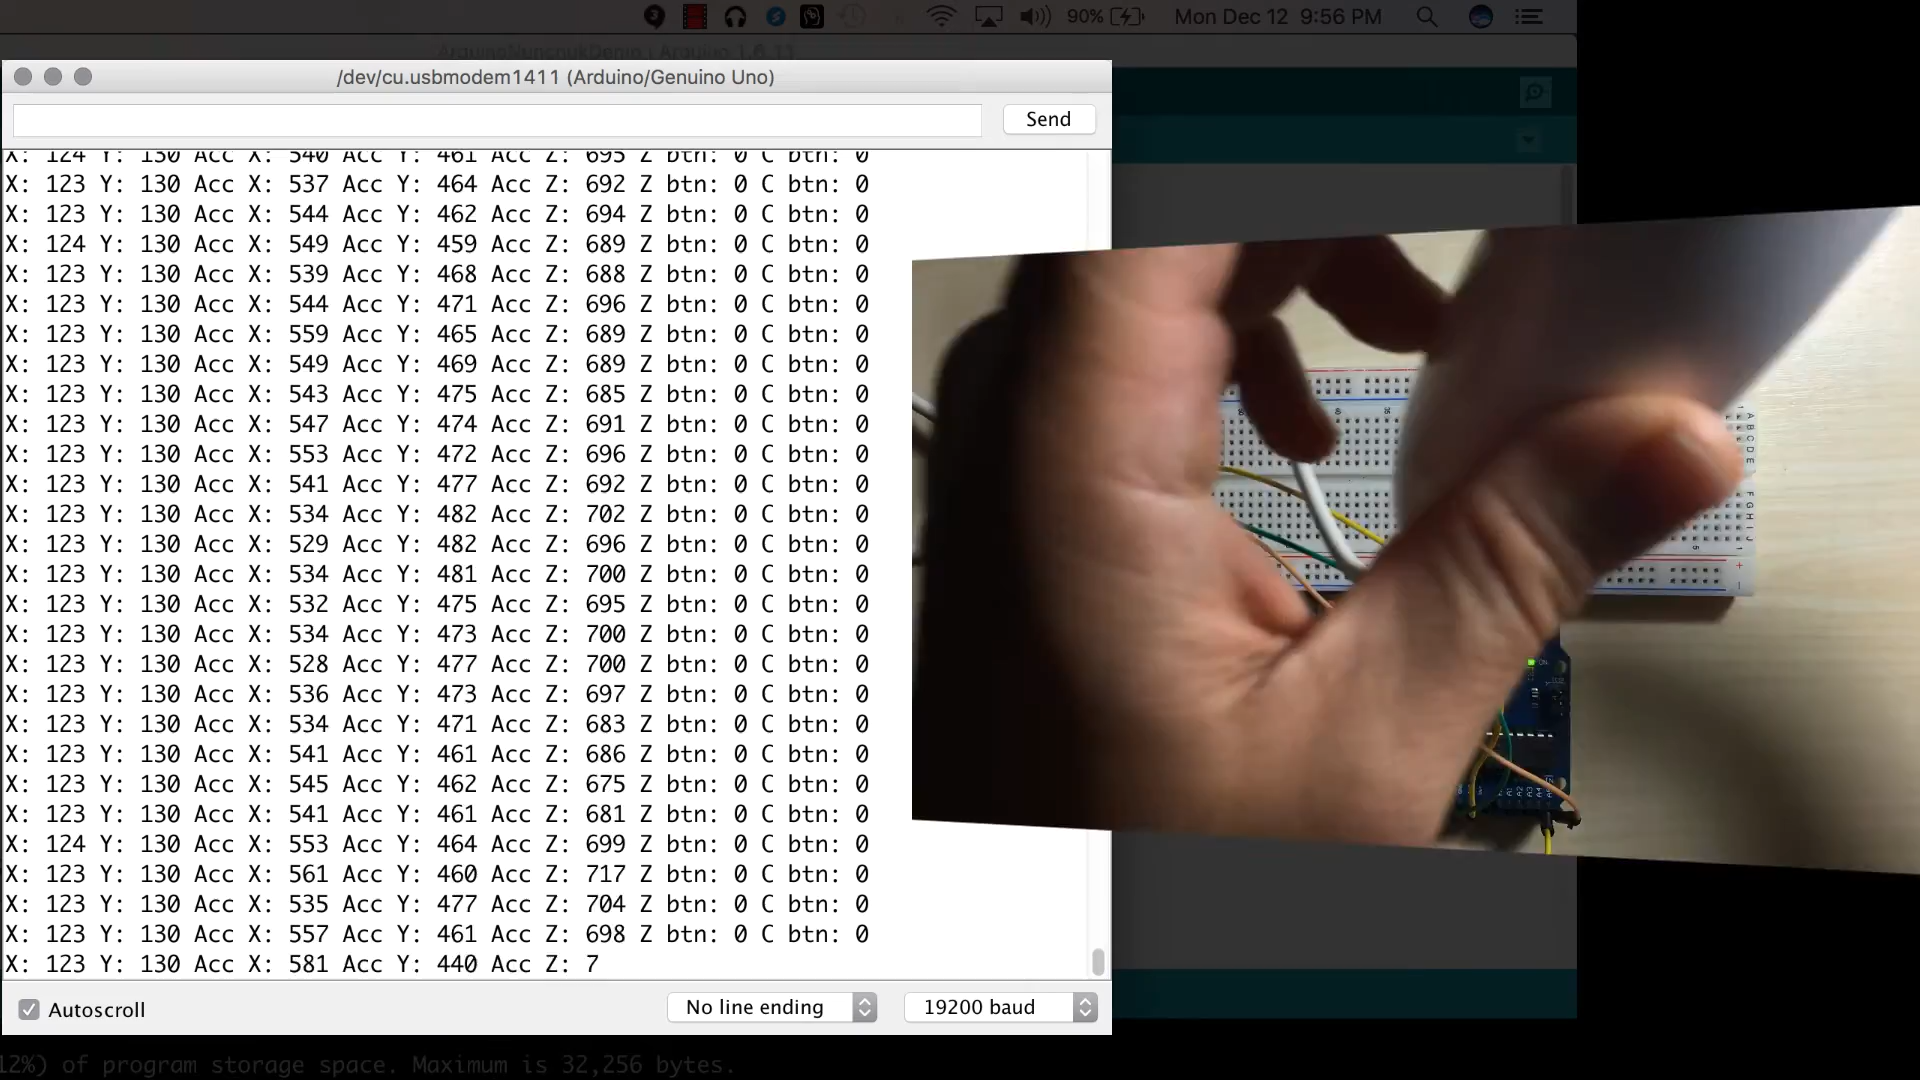 90% Mon Dec 12 9:56 PM
/dev/cu.usbmodem1411 (Arduino/Genuino Uno)
Send
X: 124 Y: 130 Acc X: 540 Acc Y: 461 Acc Z: 695 Z btn: 0 C btn: 0
X: 123 Y: 130 Acc X: 537 Acc Y: 464 Acc Z: 692 Z btn: 0 C btn: 0
X: 123 Y: 130 Acc X: 544 Acc Y: 462 Acc Z: 694 Z btn: 0 C btn: 0
X: 124 Y: 130 Acc X: 549 Acc Y: 459 Acc Z: 689 Z btn: 0 C btn: 0
X: 123 Y: 130 Acc X: 539 Acc Y: 468 Acc Z: 688 Z btn: 0 C btn: 0
X: 123 Y: 130 Acc X: 544 Acc Y: 471 Acc Z: 696 Z btn: 0 C btn: 0
X: 123 Y: 130 Acc X: 559 Acc Y: 465 Acc Z: 689 Z btn: 0 C btn: 0
X: 123 Y: 130 Acc X: 549 Acc Y: 469 Acc Z: 689 Z btn: 0 C btn: 0
X: 123 Y: 130 Acc X: 543 Acc Y: 475 Acc Z: 685 Z btn: 0 C btn: 0
X: 123 Y: 130 Acc X: 547 Acc Y: 474 Acc Z: 691 Z btn: 0 C btn: 0
X: 123 Y: 130 Acc X: 553 Acc Y: 472 Acc Z: 696 Z btn: 0 C btn: 0
X: 123 Y: 130 Acc X: 541 Acc Y: 477 Acc Z: 692 Z btn: 0 C btn: 0
X: 123 Y: 130 Acc X: 534 Acc Y: 482 Acc Z: 702 Z btn: 0 C btn: 0
X: 123 Y: 130 Acc X: 529 Acc Y: 482 Acc Z: 696 Z btn: 0 C btn: 0
X: 123 Y: 130 Acc X: 534 Acc Y: 481 Acc Z: 700 Z btn: 0 C btn: 0
X: 123 Y: 130 Acc X: 532 Acc Y: 475 Acc Z: 695 Z btn: 0 C btn: 0
X: 123 Y: 130 Acc X: 534 Acc Y: 473 Acc Z: 700 Z btn: 0 C btn: 0
X: 123 Y: 130 Acc X: 528 Acc Y: 477 Acc Z: 700 Z btn: 0 C btn: 0
X: 123 Y: 130 Acc X: 536 Acc Y: 473 Acc Z: 697 Z btn: 0 C btn: 0
X: 123 Y: 130 Acc X: 534 Acc Y: 471 Acc Z: 683 Z btn: 0 C btn: 0
X: 123 Y: 130 Acc X: 541 Acc Y: 461 Acc Z: 686 Z btn: 0 C btn: 0
X: 123 Y: 130 Acc X: 545 Acc Y: 462 Acc Z: 675 Z btn: 0 C btn: 0
X: 123 Y: 130 Acc X: 541 Acc Y: 461 Acc Z: 681 Z btn: 0 C btn: 0
X: 124 Y: 130 Acc X: 553 Acc Y: 464 Acc Z: 699 Z btn: 0 C btn: 0
X: 123 Y: 130 Acc X: 561 Acc Y: 460 Acc Z: 717 Z btn: 0 C btn: 0
X: 123 Y: 130 Acc X: 535 Acc Y: 477 Acc Z: 704 Z btn: 0 C btn: 0
X: 123 Y: 130 Acc X: 557 Acc Y: 461 Acc Z: 698 Z btn: 0 C btn: 0
X: 123 Y: 130 Acc X: 581 Acc Y: 440 Acc Z: 7
Autoscroll
No line ending
19200 baud
12%) of program storage space. Maximum is 32,256 bytes.